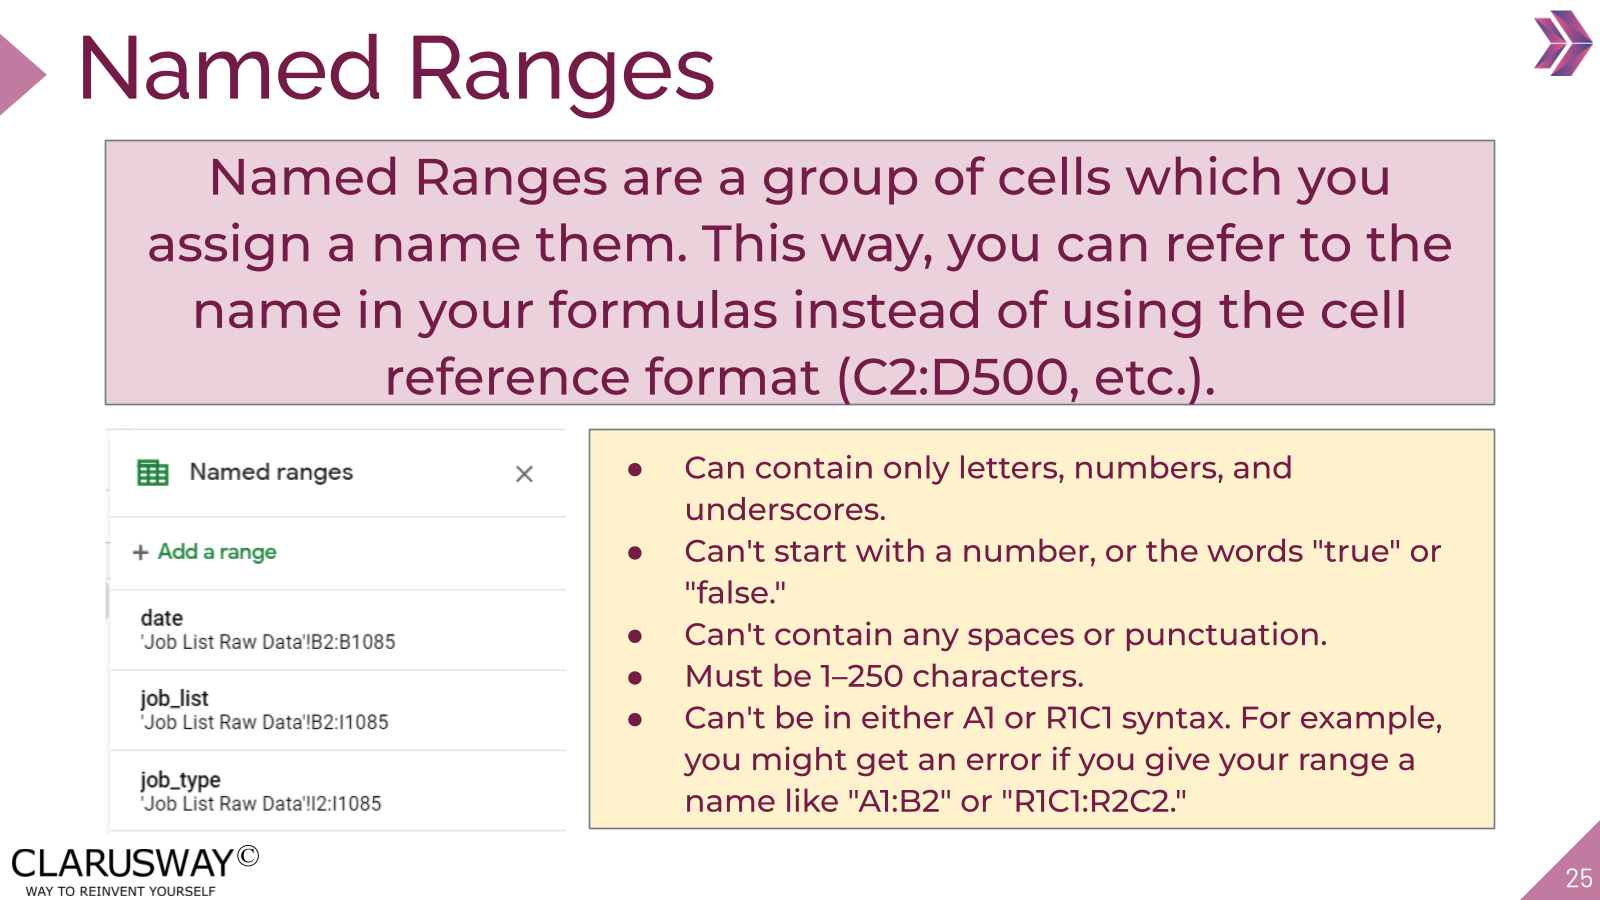 Named Ranges
Named Ranges are a group of cells which you
assign a name them. This way, you can refer to the
name in your formulas instead of using the cell
reference format (C2:D500, etc.).
Named ranges
+ Add a range
date
'Job List Raw Data'!B2:B1085
job_list
'Job List Raw Data'!B2:I1085
job_type
'Job List Raw Data'!I2:I1085
● Can contain only letters, numbers, and
underscores.
● Can't start with a number, or the words "true" or
"false."
● Can't contain any spaces or punctuation.
● Must be 1–250 characters.
● Can't be in either A1 or R1C1 syntax. For example,
you might get an error if you give your range a
name like "A1:B2" or "R1C1:R2C2."
CLARUSWAY©
WAY TO REINVENT YOURSELF
25